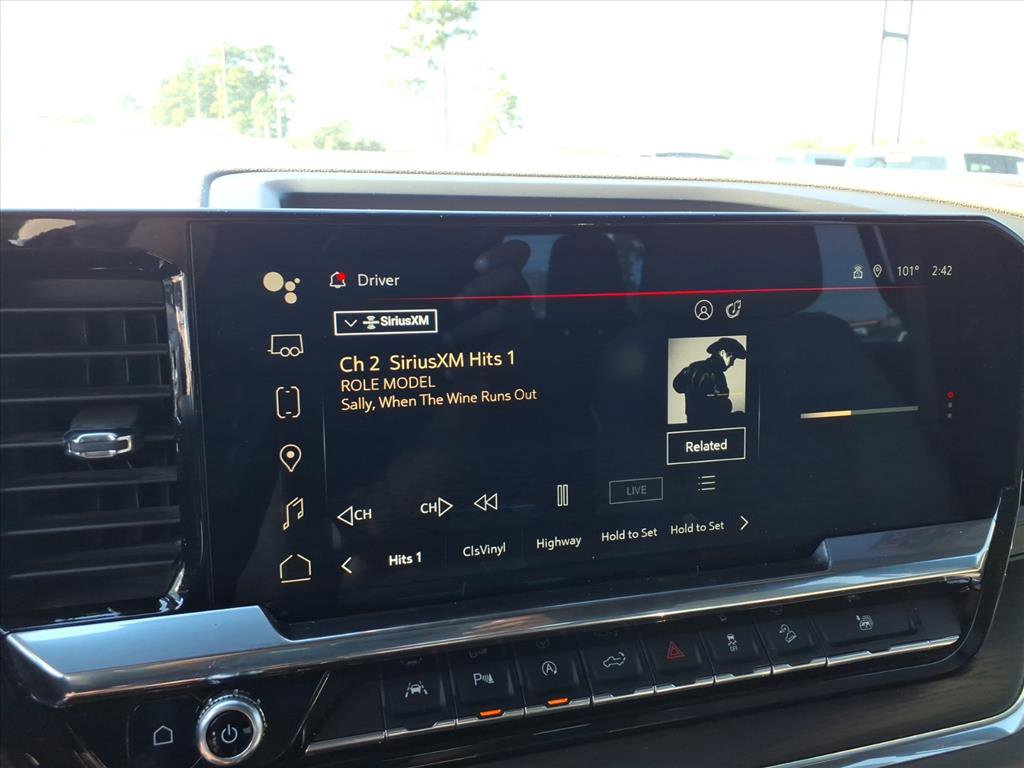 Driver
101° 2:42
SiriusXM
Ch 2 SiriusXM Hits 1
ROLE MODEL
Sally, When The Wine Runs Out
Related
CH CH LIVE
Hits 1 ClsVinyl Highway Hold to Set Hold to Set
P A OFF